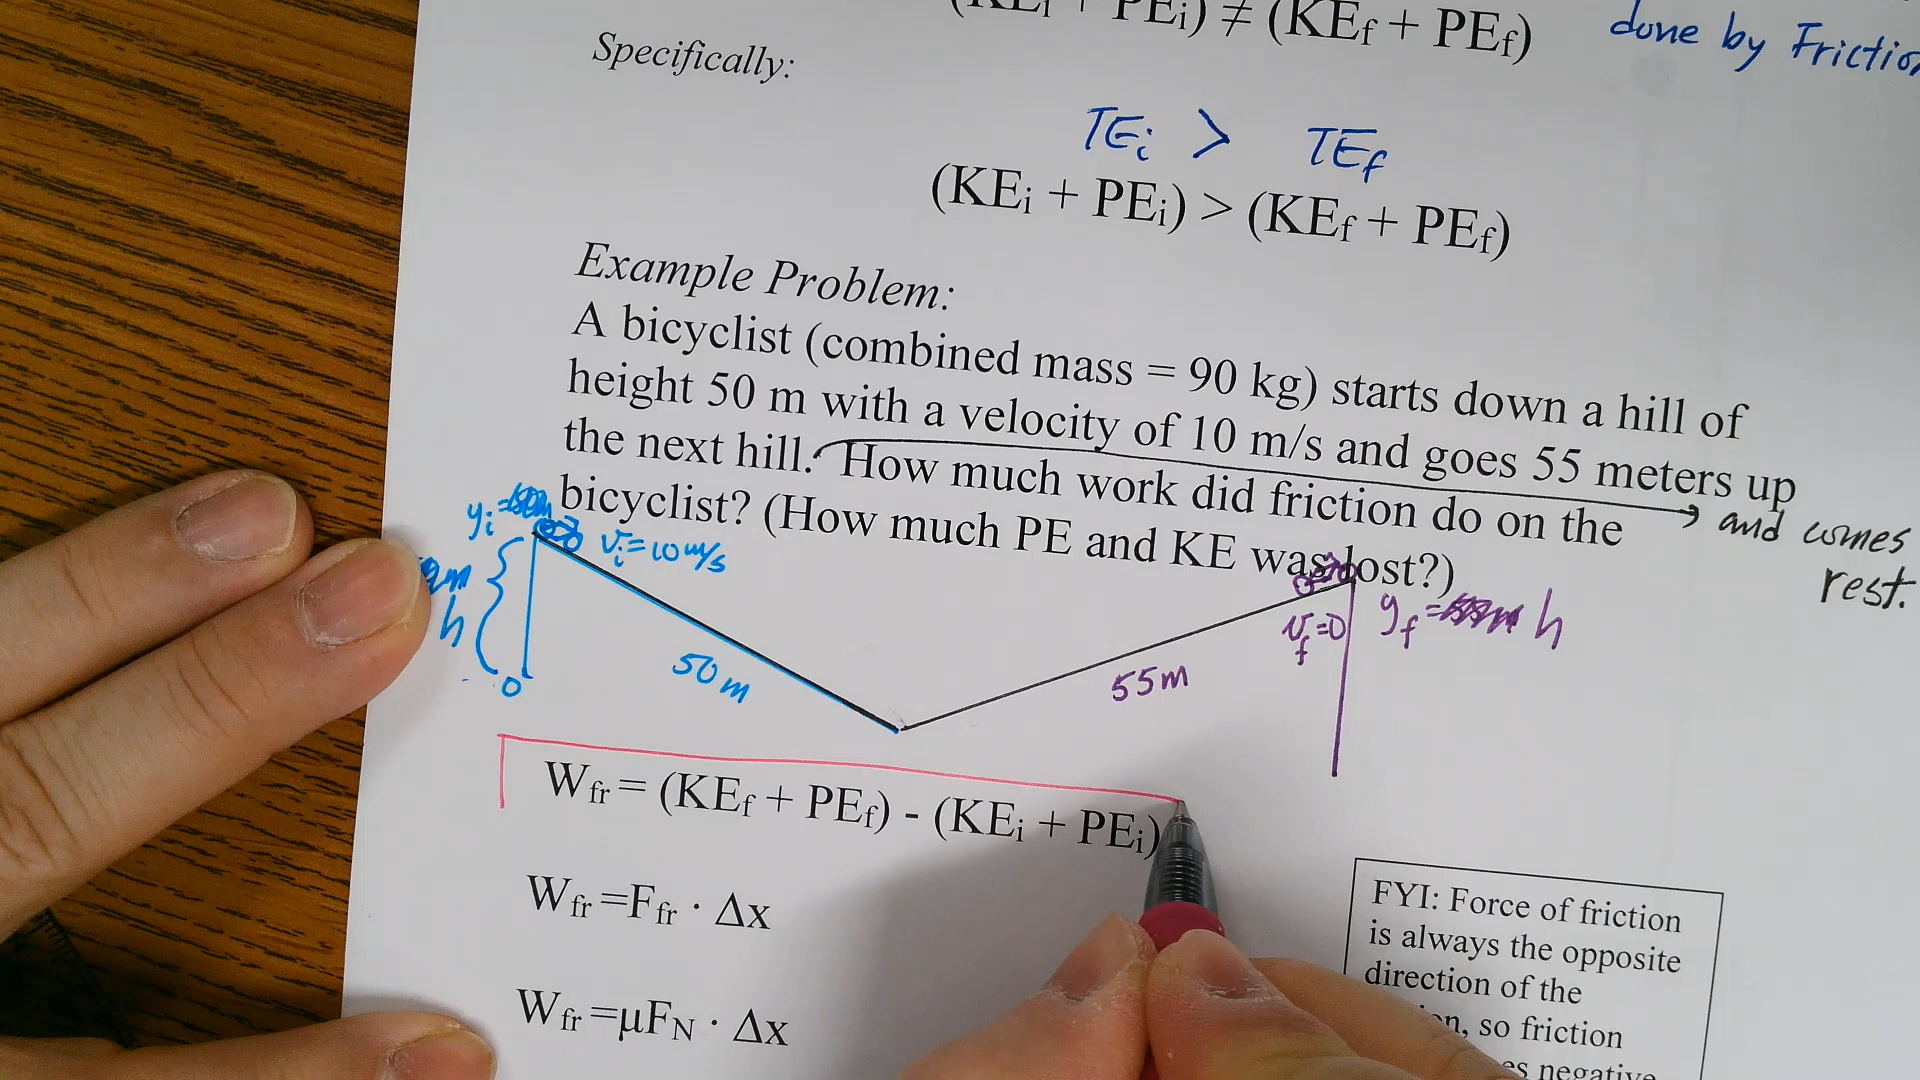 (KEi + PEi) ≠ (KEf + PEf)
done by Friction
Specifically:
TEi > TEf
(KEi + PEi) > (KEf + PEf)
Example Problem:
A bicyclist (combined mass = 90 kg) starts down a hill of
height 50 m with a velocity of 10 m/s and goes 55 meters up
the next hill. How much work did friction do on the
bicyclist? (How much PE and KE was lost?)
and comes
rest.
yi =
vi = 10 m/s
h
0
50 m
55 m
vf = 0
yf = h
Wfr = (KEf + PEf) - (KEi + PEi)
Wfr =Ffr · Δx
Wfr =μFN · Δx
FYI: Force of friction
is always the opposite
direction of the
so friction
negative